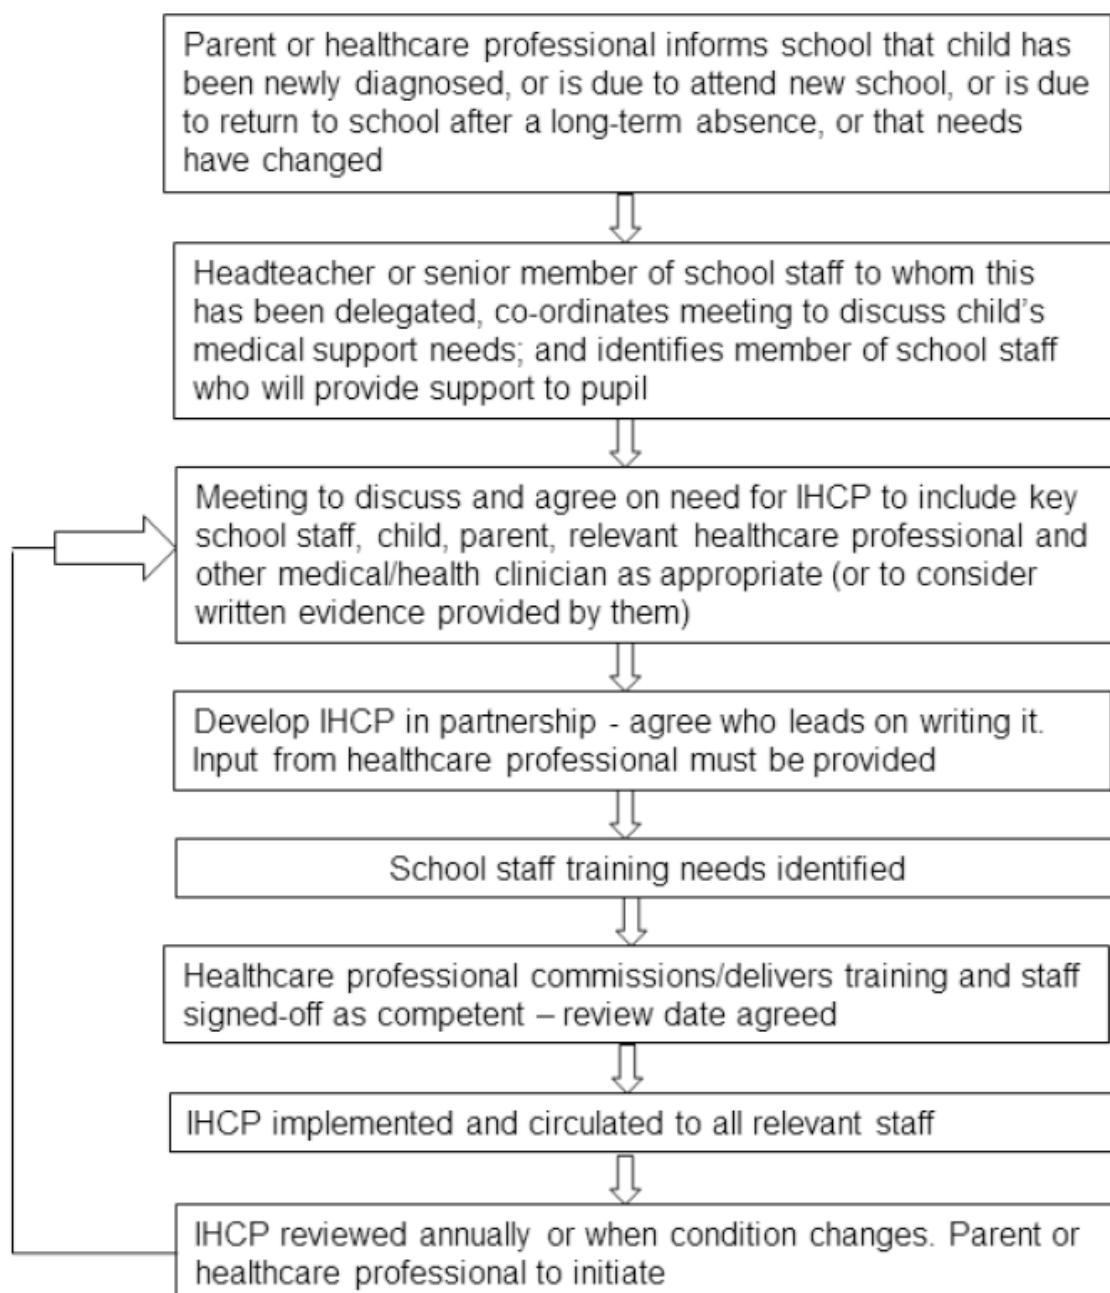 Parent or healthcare professional informs school that child has
been newly diagnosed, or is due to attend new school, or is due
to return to school after a long-term absence, or that needs
have changed
Headteacher or senior member of school staff to whom this
has been delegated, co-ordinates meeting to discuss child's
medical support needs; and identifies member of school staff
who will provide support to pupil
Meeting to discuss and agree on need for IHCP to include key
school staff, child, parent, relevant healthcare professional and
other medical/health clinician as appropriate (or to consider
written evidence provided by them)
Develop IHCP in partnership - agree who leads on writing it.
Input from healthcare professional must be provided
School staff training needs identified
Healthcare professional commissions/delivers training and staff
signed-off as competent – review date agreed
IHCP implemented and circulated to all relevant staff
IHCP reviewed annually or when condition changes. Parent or
healthcare professional to initiate